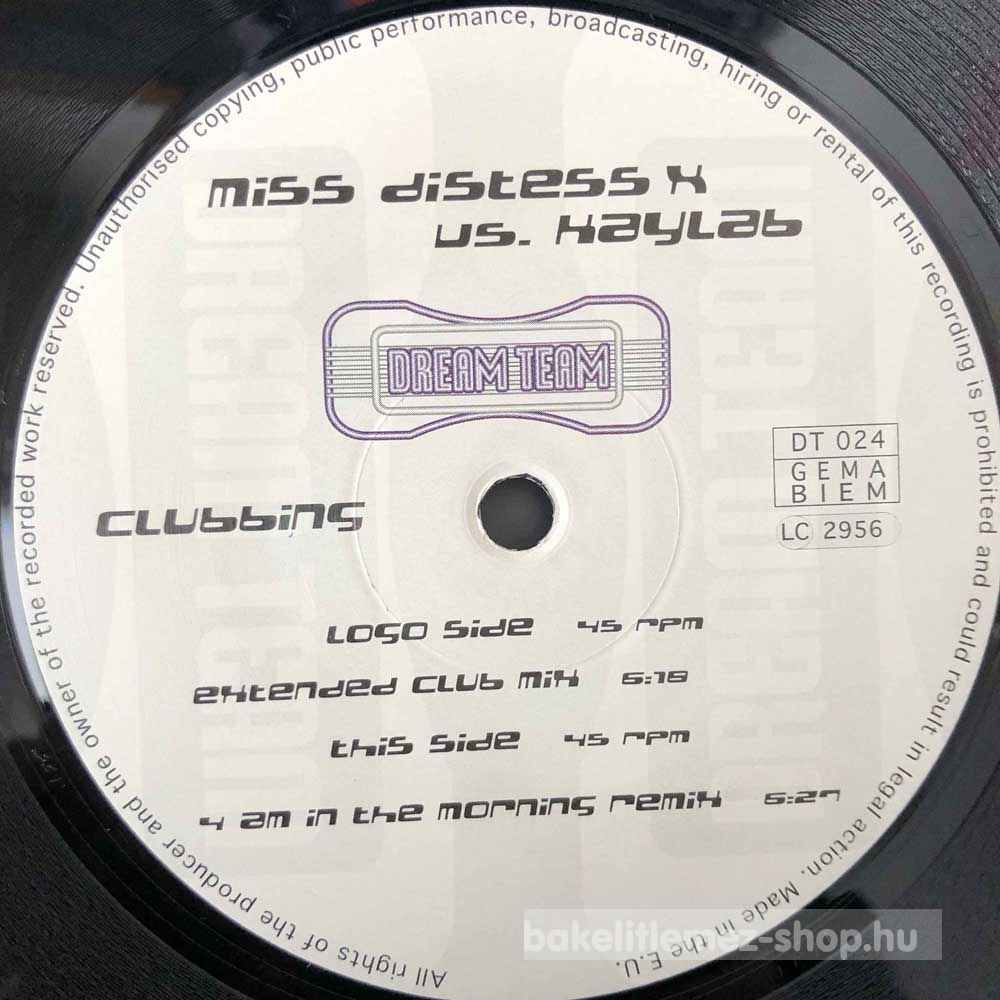 All rights of the producer and the owner of the recorded work reserved. Unauthorised copying, public performance, broadcasting, hiring or rental of this recording is prohibited and could result in legal action. Made in the E.U.
miss distess X
vs. kaylab
DREAM TEAM
DT 024
GEMA
BIEM
LC 2956
clubbing
logo side 45 rpm
extended club mix 6:18
this side 45 rpm
4 am in the morning remix 6:27
bakelitlemez-shop.hu